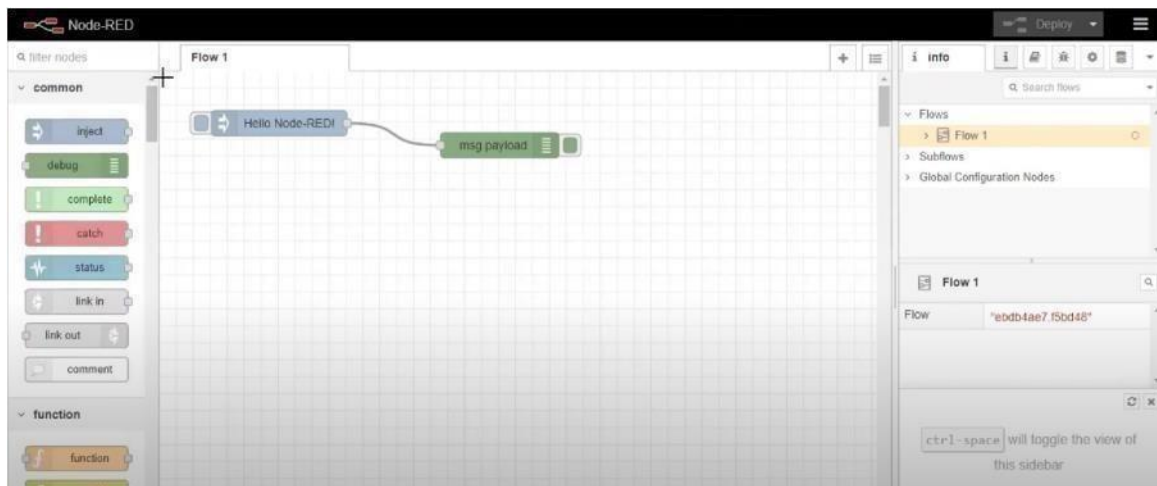 Node-RED
Deploy
filter nodes
Flow 1
i info
i
Search flows
common
inject
debug
complete
catch
status
link in
link out
comment
function
function
Hello Node-RED!
msg.payload
Flows
Flow 1
Subflows
Global Configuration Nodes
Flow 1
Flow "ebdb4ae7.f5bd48"
ctrl-space will toggle the view of
this sidebar